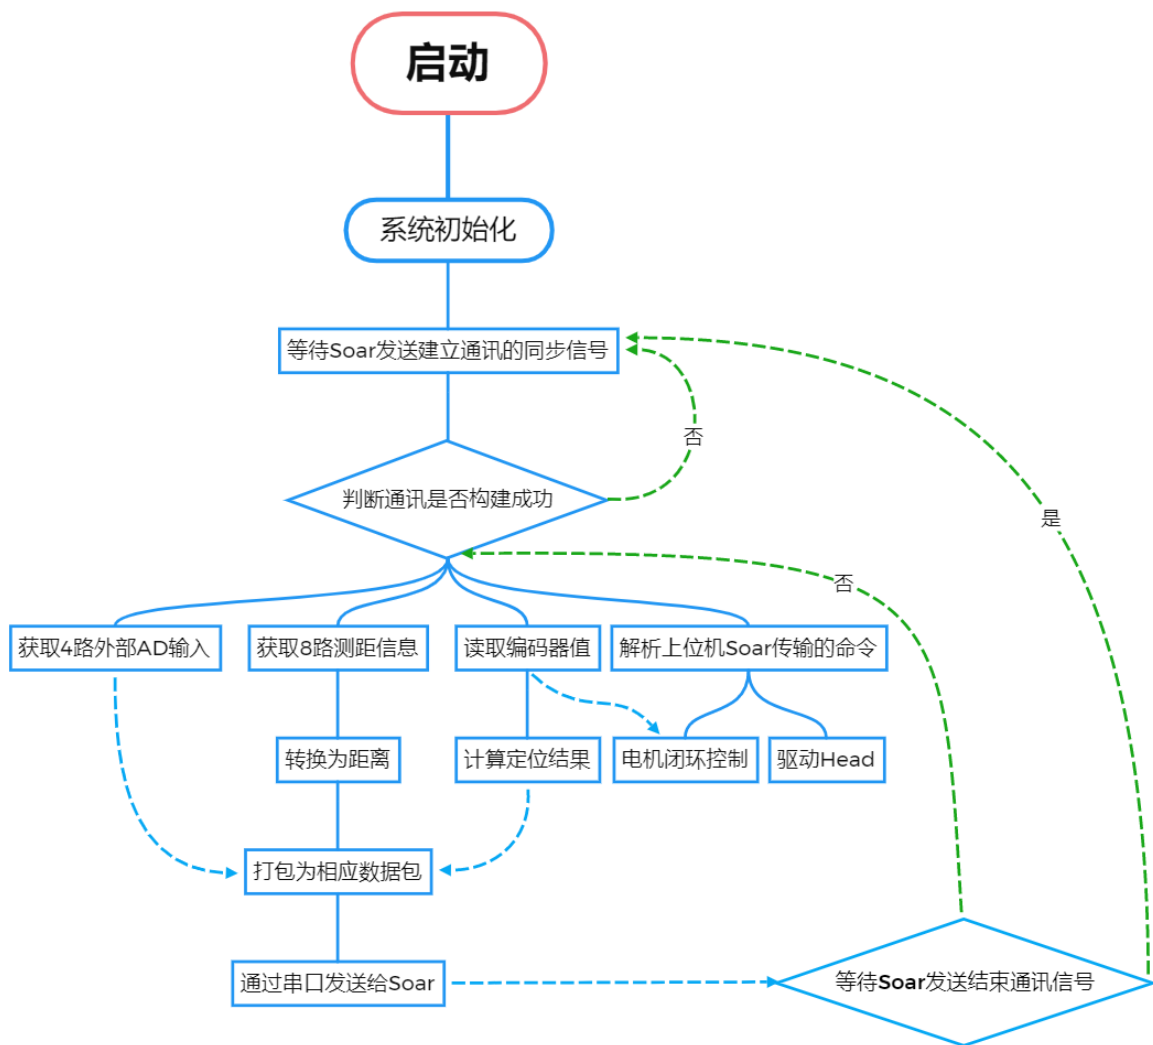 启动
系统初始化
等待Soar发送建立通讯的同步信号
否
判断通讯是否构建成功
是
否
获取4路外部AD输入
获取8路测距信息
读取编码器值
解析上位机Soar传输的命令
转换为距离
计算定位结果
电机闭环控制
驱动Head
打包为相应数据包
通过串口发送给Soar
等待Soar发送结束通讯信号